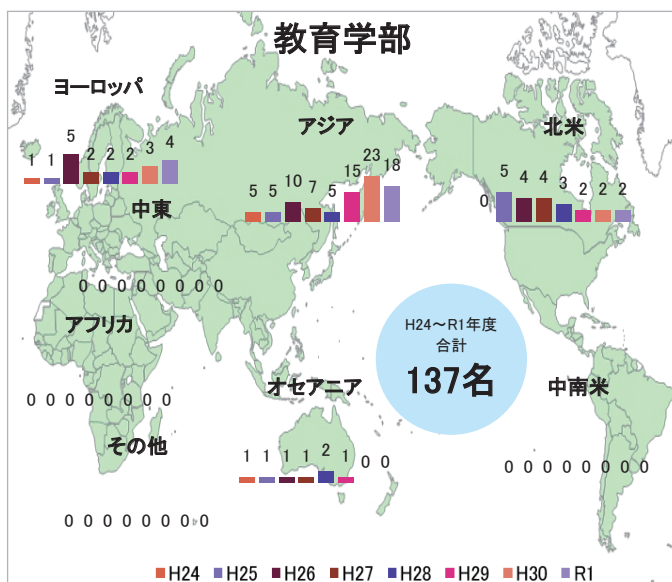 教育学部
ヨーロッパ
1 1 5 2 2 2 3 4
アジア
5 5 10 7 5 15 23 18
北米
0 5 4 4 3 2 2 2
中東
0 0 0 0 0 0 0 0
アフリカ
0 0 0 0 0 0 0 0
H24～R1年度
合計
137名
オセアニア
1 1 1 1 2 1 0 0
中南米
0 0 0 0 0 0 0 0
その他
0 0 0 0 0 0 0 0
H24 H25 H26 H27 H28 H29 H30 R1